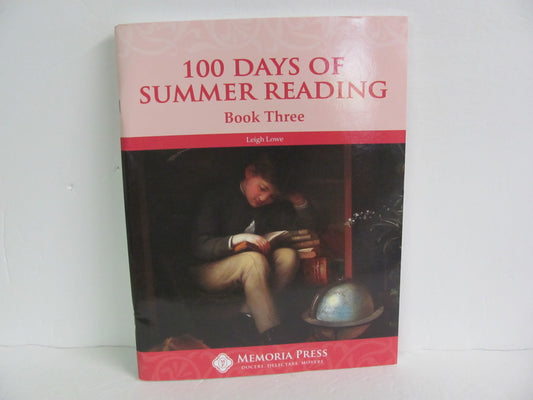 100 DAYS OF
SUMMER READING
Book Three
Leigh Lowe
MEMORIA PRESS
DOCERE DELECTARE MOVERE